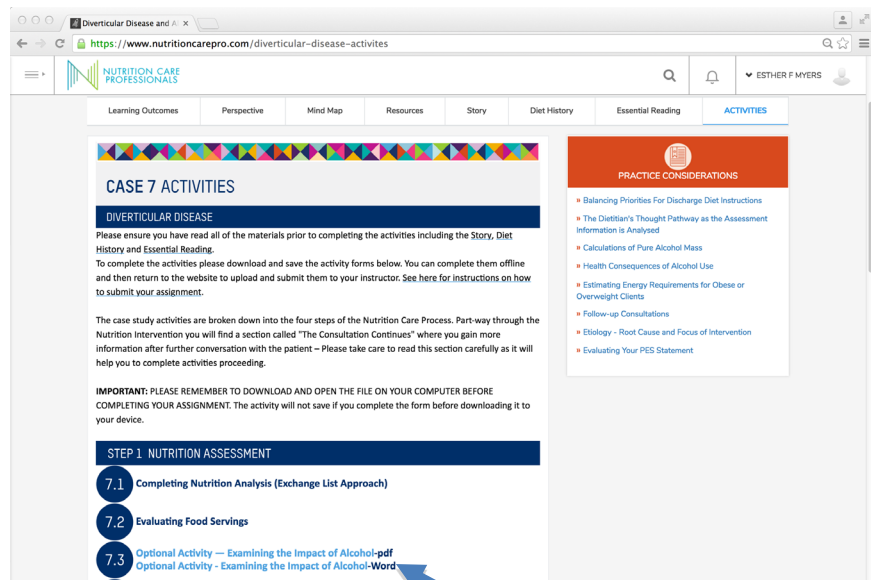 Diverticular Disease and A
https://www.nutritioncarepro.com/diverticular-disease-activites
NUTRITION CARE
PROFESSIONALS
ESTHER F MYERS
Learning Outcomes Perspective Mind Map Resources Story Diet History Essential Reading ACTIVITIES
CASE 7 ACTIVITIES
DIVERTICULAR DISEASE
Please ensure you have read all of the materials prior to completing the activities including the Story, Diet
History and Essential Reading.
To complete the activities please download and save the activity forms below. You can complete them offline
and then return to the website to upload and submit them to your instructor. See here for instructions on how
to submit your assignment.
The case study activities are broken down into the four steps of the Nutrition Care Process. Part-way through the
Nutrition Intervention you will find a section called "The Consultation Continues" where you gain more
information after further conversation with the patient – Please take care to read this section carefully as it will
help you to complete activities proceeding.
IMPORTANT: PLEASE REMEMBER TO DOWNLOAD AND OPEN THE FILE ON YOUR COMPUTER BEFORE
COMPLETING YOUR ASSIGNMENT. The activity will not save if you complete the form before downloading it to
your device.
STEP 1 NUTRITION ASSESSMENT
7.1 Completing Nutrition Analysis (Exchange List Approach)
7.2 Evaluating Food Servings
7.3 Optional Activity — Examining the Impact of Alcohol-pdf
Optional Activity - Examining the Impact of Alcohol-Word
PRACTICE CONSIDERATIONS
» Balancing Priorities For Discharge Diet Instructions
» The Dietitian's Thought Pathway as the Assessment
Information is Analysed
» Calculations of Pure Alcohol Mass
» Health Consequences of Alcohol Use
» Estimating Energy Requirements for Obese or
Overweight Clients
» Follow-up Consultations
» Etiology - Root Cause and Focus of Intervention
» Evaluating Your PES Statement